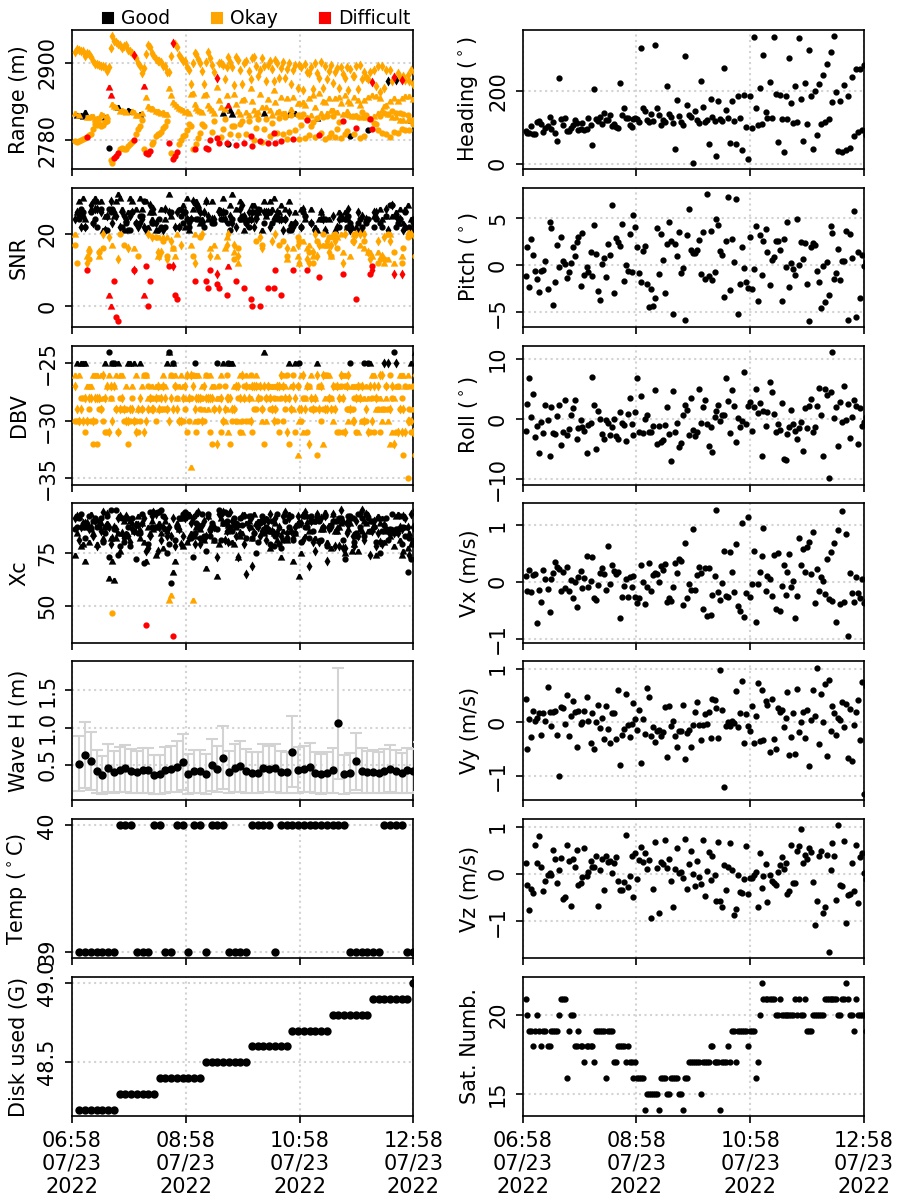 Good Okay Difficult
Range (m)
2900
2780
Heading (°)
200
0
SNR
20
0
Pitch (°)
5
0
−5
DBV
−25
−30
−35
Roll (°)
10
0
−10
Xc
75
50
Vx (m/s)
1
0
−1
Wave H (m)
1.5
1.0
0.5
Vy (m/s)
1
0
−1
Temp (°C)
40
39
Vz (m/s)
1
0
−1
Disk used (G)
49.0
48.5
Sat. Numb.
20
15
06:58 08:58 10:58 12:58
07/23 07/23 07/23 07/23
2022 2022 2022 2022
06:58 08:58 10:58 12:58
07/23 07/23 07/23 07/23
2022 2022 2022 2022